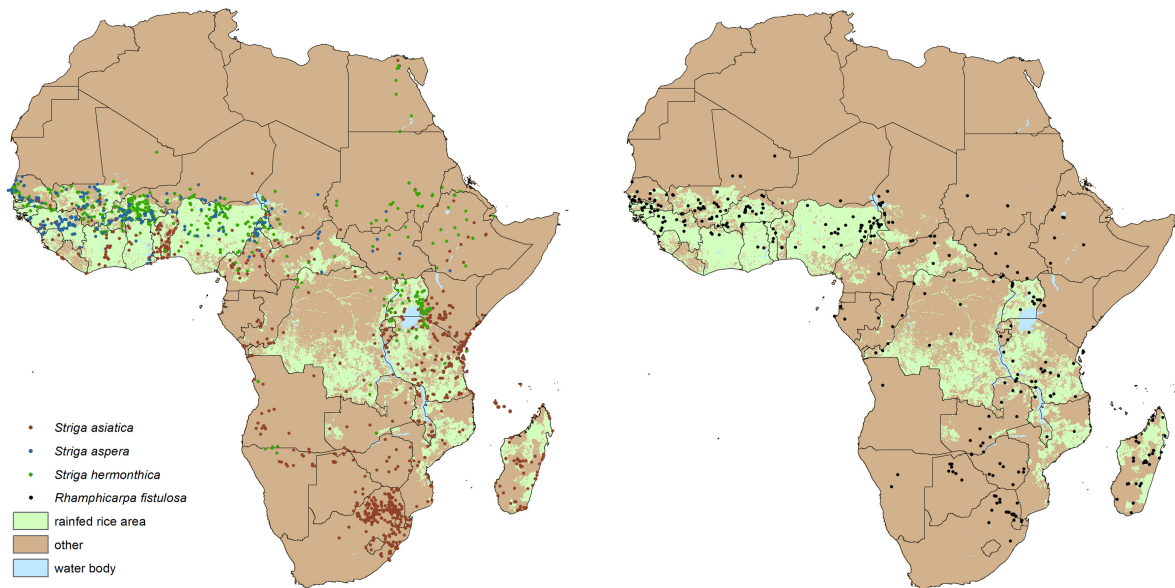 Striga asiatica
Striga aspera
Striga hermonthica
Rhamphicarpa fistulosa
rainfed rice area
other
water body